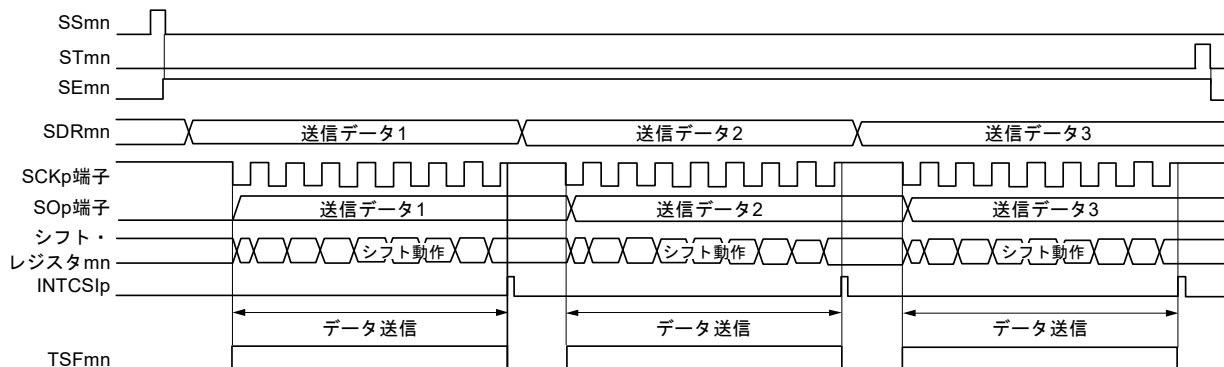 SSmn
STmn
SEmn
SDRmn 送信データ1 送信データ2 送信データ3
SCKp端子
SOp端子 送信データ1 送信データ2 送信データ3
シフト・
レジスタmn シフト動作 シフト動作 シフト動作
INTCSIp
データ送信 データ送信 データ送信
TSFmn